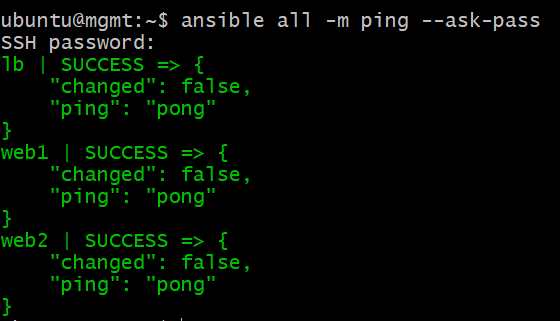 ubuntu@mgmt:~$ ansible all -m ping --ask-pass
SSH password:
lb | SUCCESS => {
    "changed": false,
    "ping": "pong"
}
web1 | SUCCESS => {
    "changed": false,
    "ping": "pong"
}
web2 | SUCCESS => {
    "changed": false,
    "ping": "pong"
}